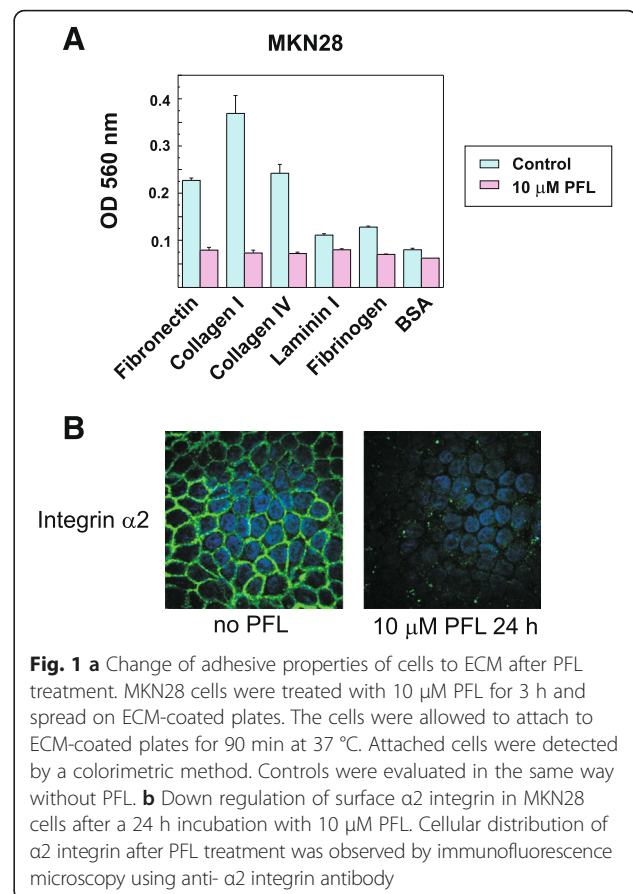 A
MKN28
OD 560 nm
0.4
0.3
0.2
0.1
Control
10 μM PFL
Fibronectin
Collagen I
Collagen IV
Laminin I
Fibrinogen
BSA
B
Integrin α2
no PFL
10 μM PFL 24 h
Fig. 1 a Change of adhesive properties of cells to ECM after PFL
treatment. MKN28 cells were treated with 10 μM PFL for 3 h and
spread on ECM-coated plates. The cells were allowed to attach to
ECM-coated plates for 90 min at 37 °C. Attached cells were detected
by a colorimetric method. Controls were evaluated in the same way
without PFL. b Down regulation of surface α2 integrin in MKN28
cells after a 24 h incubation with 10 μM PFL. Cellular distribution of
α2 integrin after PFL treatment was observed by immunofluorescence
microscopy using anti- α2 integrin antibody